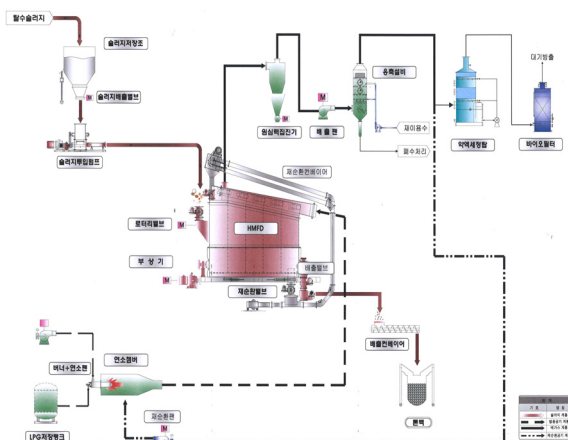 탈수슬러지
슬러지저장조
슬러지배출밸브
M
슬러지투입펌프
원심력집진기
M
M
배출팬
응축설비
재이용수
폐수처리
약액세정탑
대기방출
바이오필터
재순환컨베이어
로터리밸브
M
HMFD
부상기
M
배출밸브
재순환밸브
M
배출컨베이어
톤백
버너+연소팬
연소챔버
LPG저장탱크
재순환팬